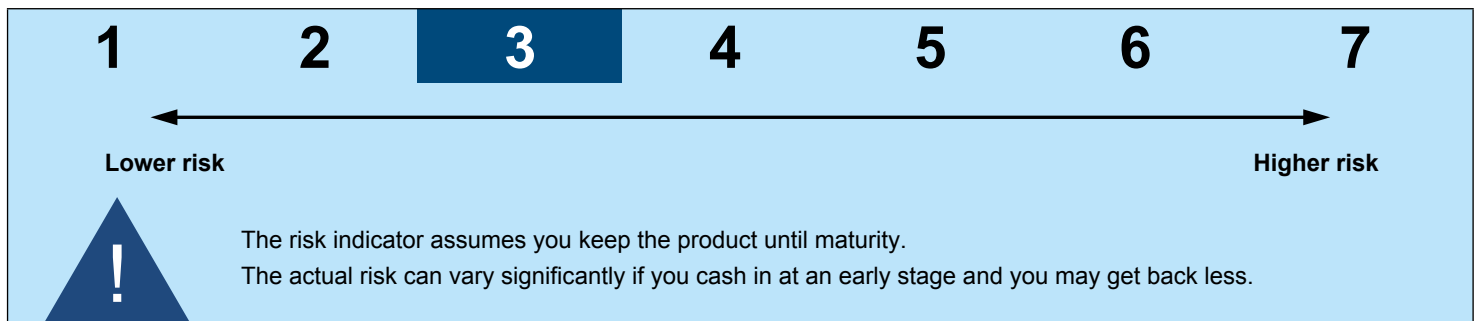 1 2 3 4 5 6 7
Lower risk Higher risk
!
The risk indicator assumes you keep the product until maturity.
The actual risk can vary significantly if you cash in at an early stage and you may get back less.